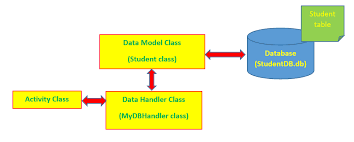 Student
table
Data Model Class
(Student class)
Database
(StudentDB.db)
Activity Class
Data Handler Class
(MyDBHandler class)